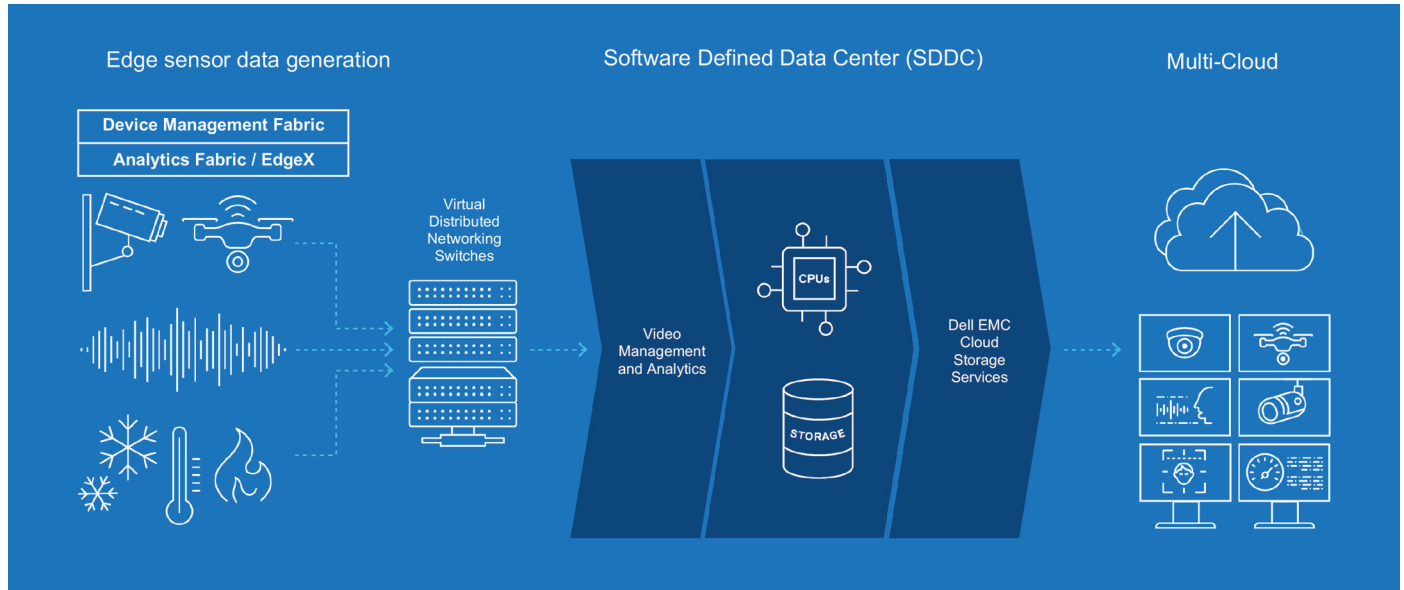 Edge sensor data generation
Software Defined Data Center (SDDC)
Multi-Cloud
Device Management Fabric
Analytics Fabric / EdgeX
Virtual
Distributed
Networking
Switches
Video
Management
and Analytics
CPUs
STORAGE
Dell EMC
Cloud
Storage
Services